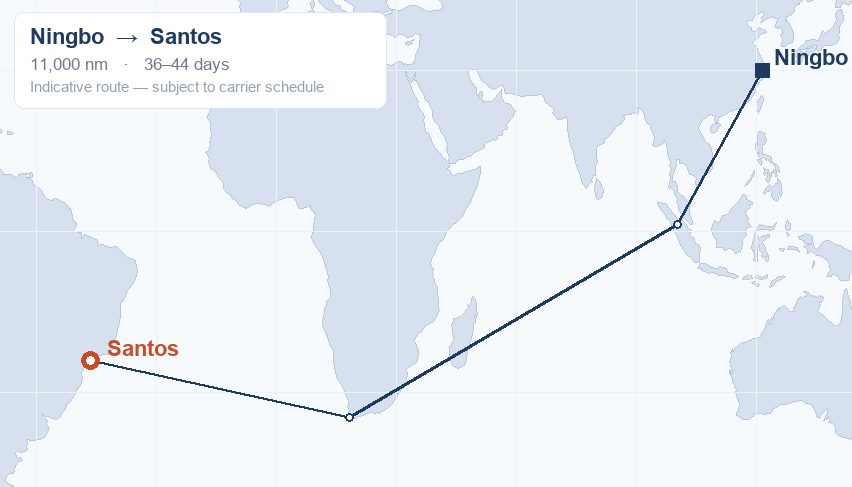 Ningbo → Santos
11,000 nm · 36–44 days
Indicative route — subject to carrier schedule
Ningbo
Santos